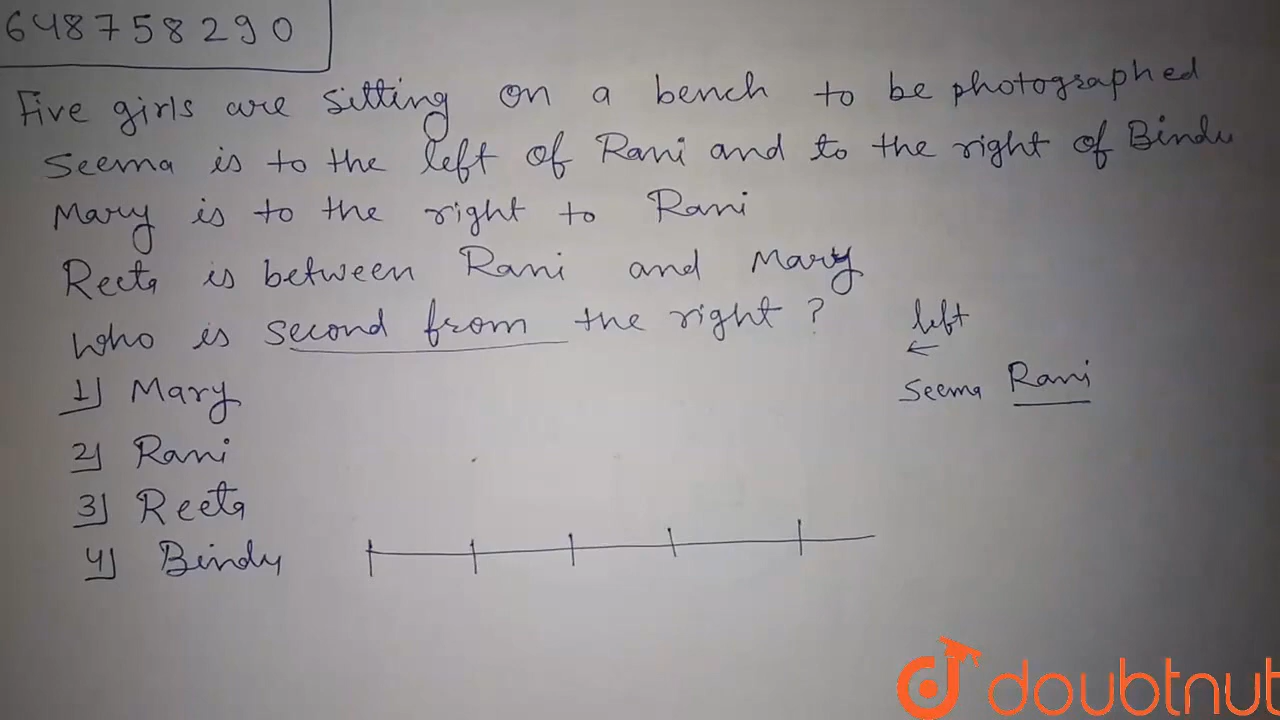 648758290
Five girls are sitting on a bench to be photographed
Seema is to the left of Rani and to the right of Bindu
Mary is to the right to Rani
Reeta is between Rani and Mary
Who is second from the right ?
left
←
1) Mary
Seema Rani
2) Rani
3) Reeta
4) Bindu
doubtnut